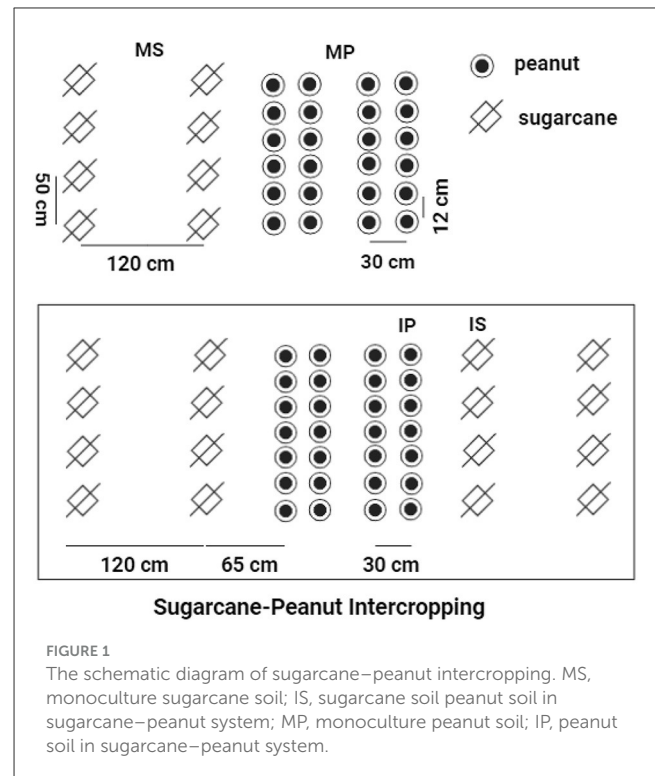 MS
MP
peanut
sugarcane
50 cm
12 cm
120 cm
30 cm
IP
IS
120 cm
65 cm
30 cm
Sugarcane-Peanut Intercropping
FIGURE 1
The schematic diagram of sugarcane–peanut intercropping. MS,
monoculture sugarcane soil; IS, sugarcane soil peanut soil in
sugarcane–peanut system; MP, monoculture peanut soil; IP, peanut
soil in sugarcane–peanut system.